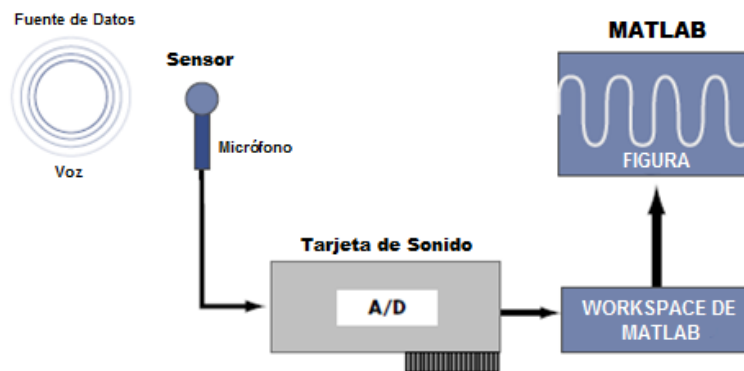 Fuente de Datos
Voz
Sensor
Micrófono
Tarjeta de Sonido
A/D
MATLAB
FIGURA
WORKSPACE DE
MATLAB